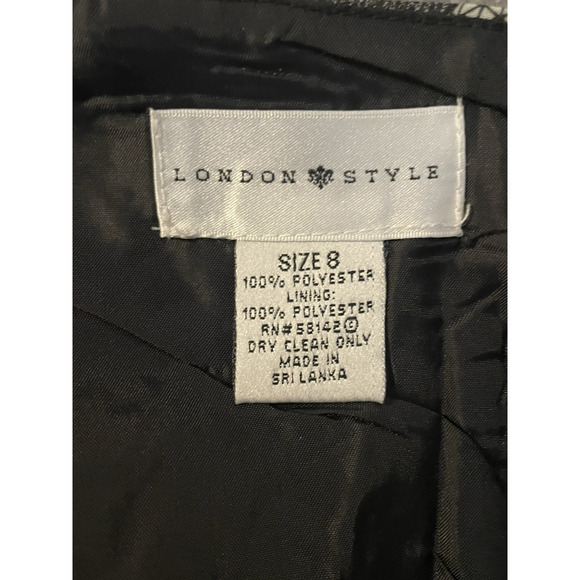 LONDON STYLE
SIZE 8
100% POLYESTER
LINING:
100% POLYESTER
RN# 58142 ©
DRY CLEAN ONLY
MADE IN
SRI LANKA